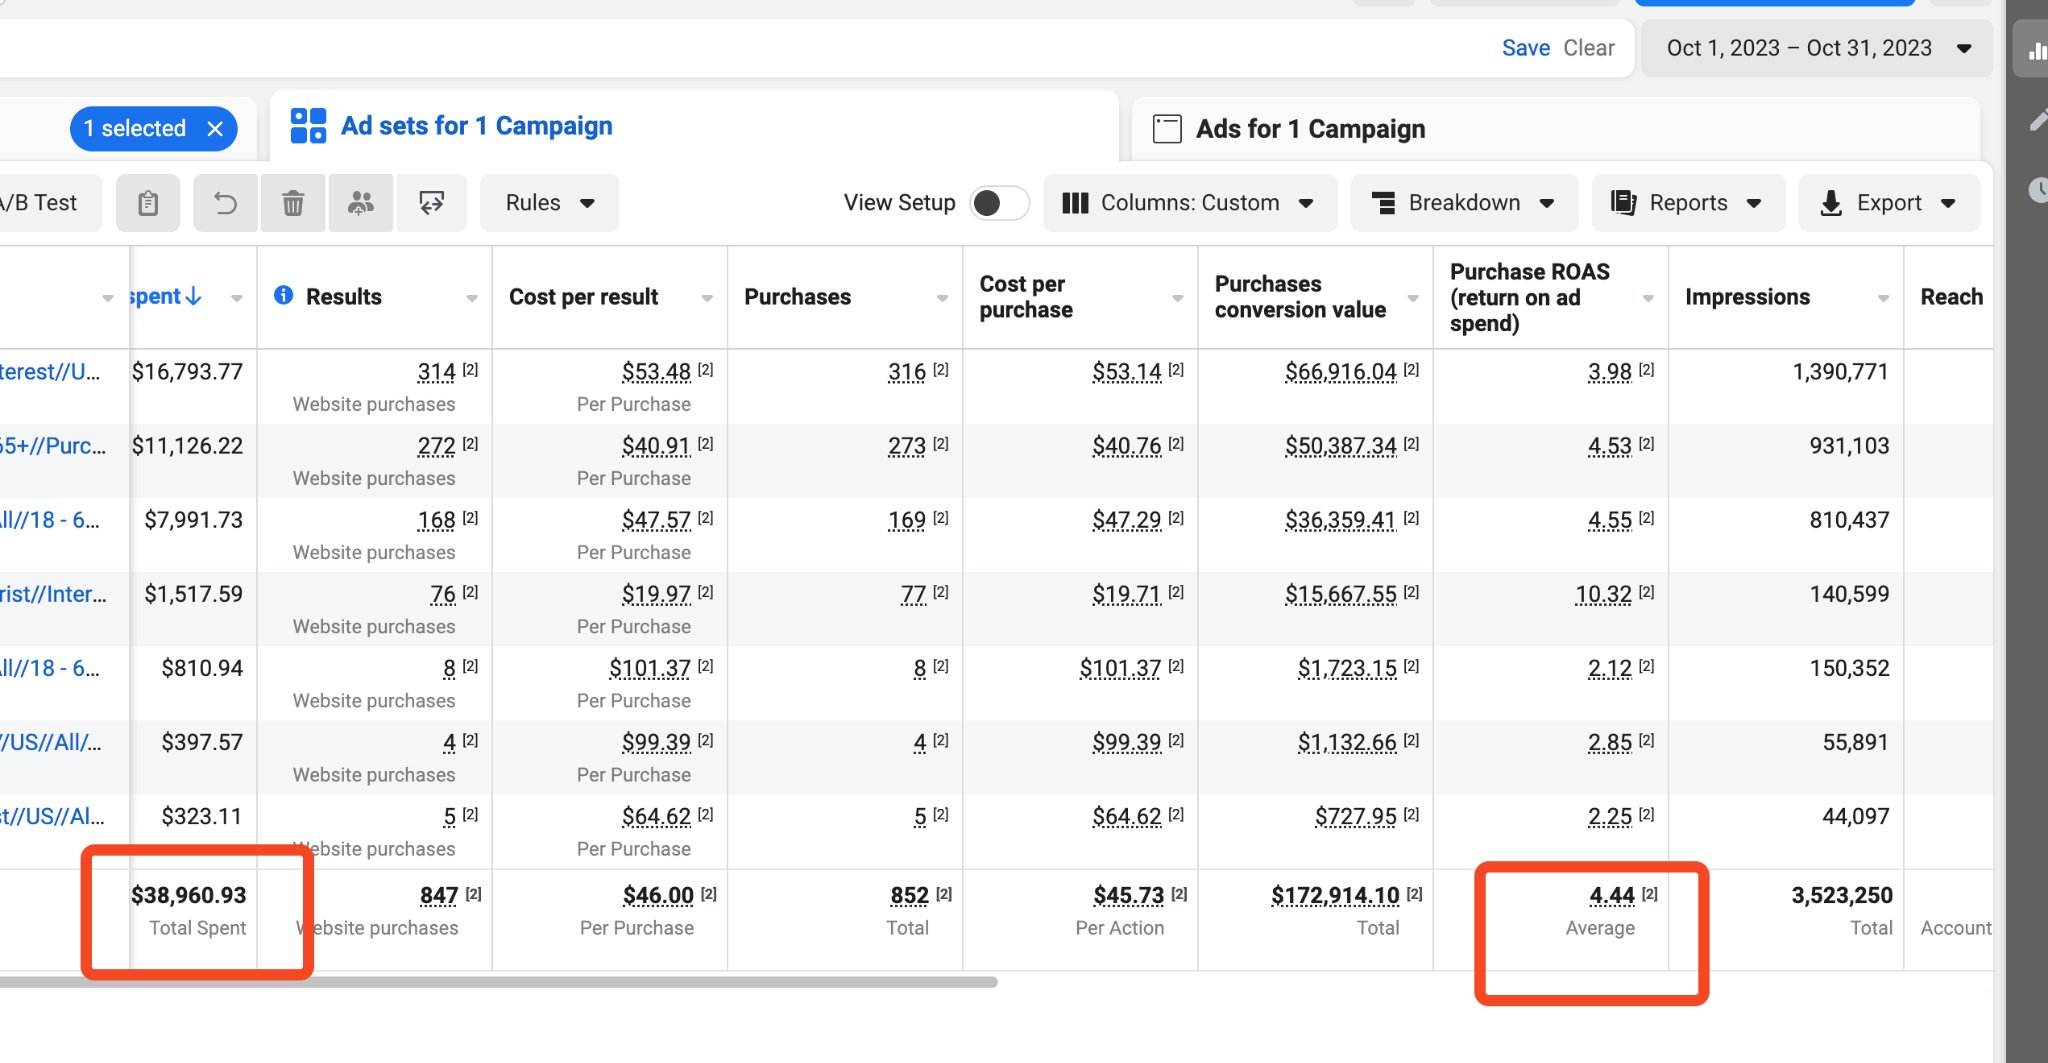 Save Clear Oct 1, 2023 – Oct 31, 2023
1 selected Ad sets for 1 Campaign Ads for 1 Campaign
A/B Test Rules View Setup Columns: Custom Breakdown Reports Export
spent Results Cost per result Purchases Cost per purchase Purchases conversion value Purchase ROAS (return on ad spend) Impressions Reach
terest//U... $16,793.77 314 [2] $53.48 [2] 316 [2] $53.14 [2] $66,916.04 [2] 3.98 [2] 1,390,771
Website purchases Per Purchase
65+//Purc... $11,126.22 272 [2] $40.91 [2] 273 [2] $40.76 [2] $50,387.34 [2] 4.53 [2] 931,103
Website purchases Per Purchase
All//18 - 6... $7,991.73 168 [2] $47.57 [2] 169 [2] $47.29 [2] $36,359.41 [2] 4.55 [2] 810,437
Website purchases Per Purchase
rist//Inter... $1,517.59 76 [2] $19.97 [2] 77 [2] $19.71 [2] $15,667.55 [2] 10.32 [2] 140,599
Website purchases Per Purchase
All//18 - 6... $810.94 8 [2] $101.37 [2] 8 [2] $101.37 [2] $1,723.15 [2] 2.12 [2] 150,352
Website purchases Per Purchase
//US//All/... $397.57 4 [2] $99.39 [2] 4 [2] $99.39 [2] $1,132.66 [2] 2.85 [2] 55,891
Website purchases Per Purchase
st//US//Al... $323.11 5 [2] $64.62 [2] 5 [2] $64.62 [2] $727.95 [2] 2.25 [2] 44,097
Website purchases Per Purchase
$38,960.93 847 [2] $46.00 [2] 852 [2] $45.73 [2] $172,914.10 [2] 4.44 [2] 3,523,250
Total Spent Website purchases Per Purchase Total Per Action Total Average Total Account